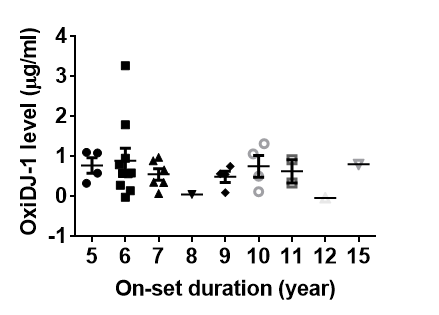 OxiDJ-1 level (μg/ml)
4
3
2
1
0
-1
5 6 7 8 9 10 11 12 15
On-set duration (year)